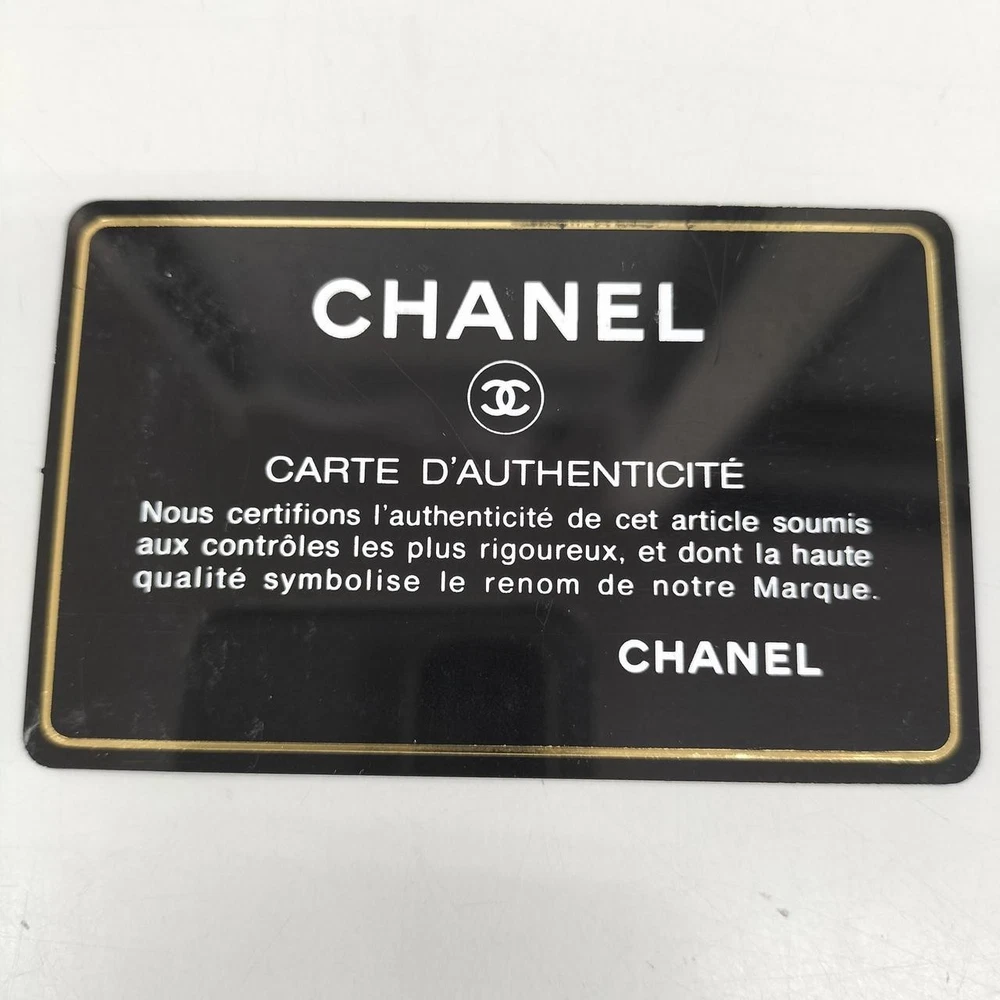 CHANEL
CARTE D'AUTHENTICITÉ
Nous certifions l'authenticité de cet article soumis
aux contrôles les plus rigoureux, et dont la haute
qualité symbolise le renom de notre Marque.
CHANEL